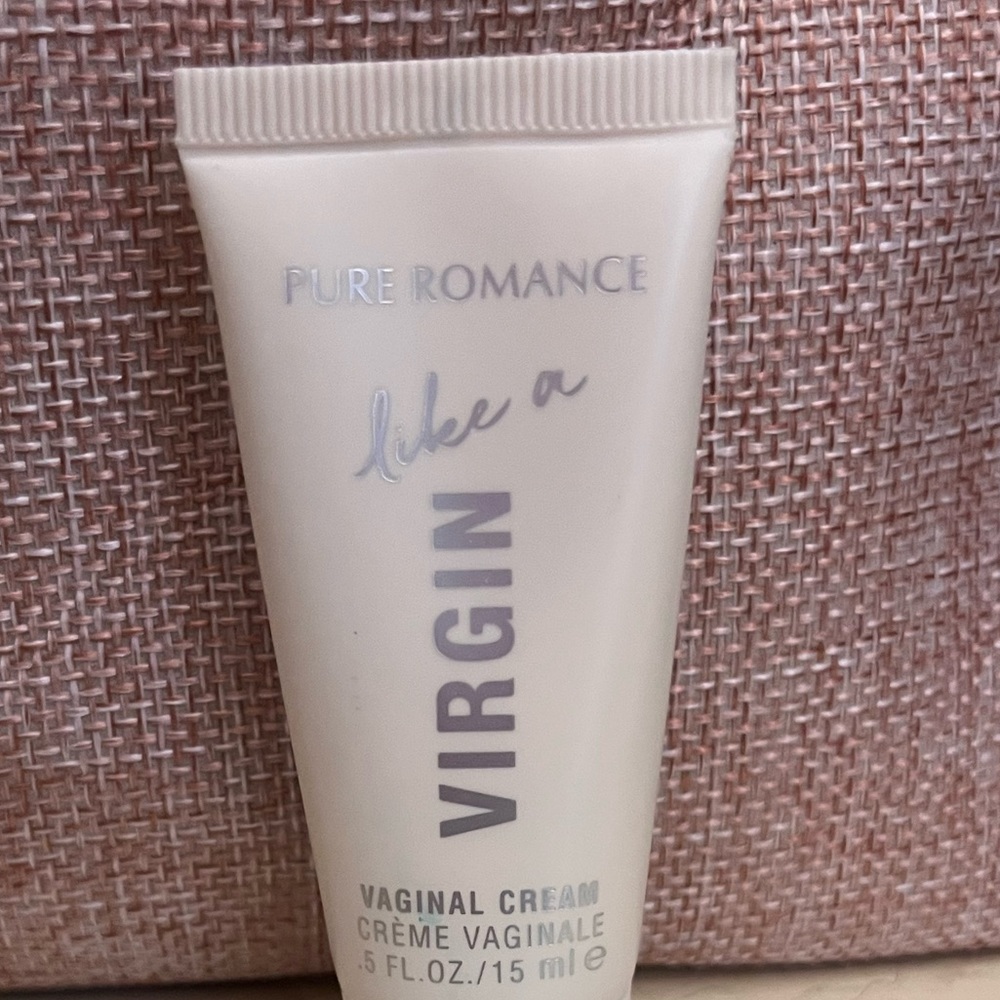 PURE ROMANCE
like a
VIRGIN
VAGINAL CREAM
CRÈME VAGINALE
.5 FL.OZ./15 ml ℮